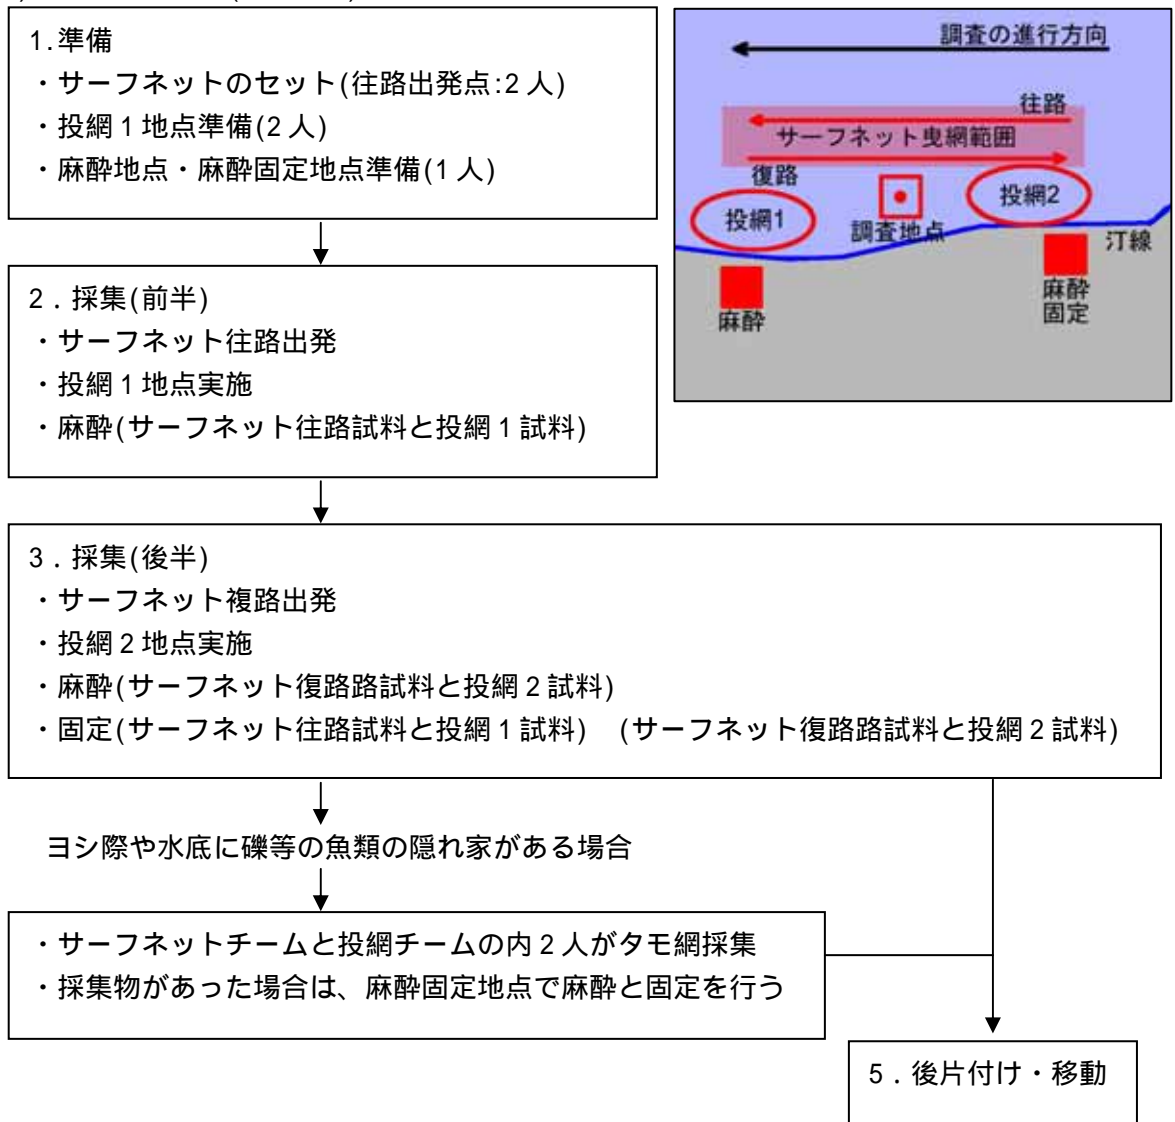 1.準備
・サーフネットのセット(往路出発点:2人)
・投網1地点準備(2人)
・麻酔地点・麻酔固定地点準備(1人)
調査の進行方向
往路
サーフネット曳網範囲
復路
投網1
調査地点
投網2
汀線
麻酔
麻酔
固定
2．採集(前半)
・サーフネット往路出発
・投網1地点実施
・麻酔(サーフネット往路試料と投網1試料)
3．採集(後半)
・サーフネット複路出発
・投網2地点実施
・麻酔(サーフネット復路路試料と投網2試料)
・固定(サーフネット往路試料と投網1試料)　(サーフネット復路路試料と投網2試料)
ヨシ際や水底に礫等の魚類の隠れ家がある場合
・サーフネットチームと投網チームの内2人がタモ網採集
・採集物があった場合は、麻酔固定地点で麻酔と固定を行う
5．後片付け・移動